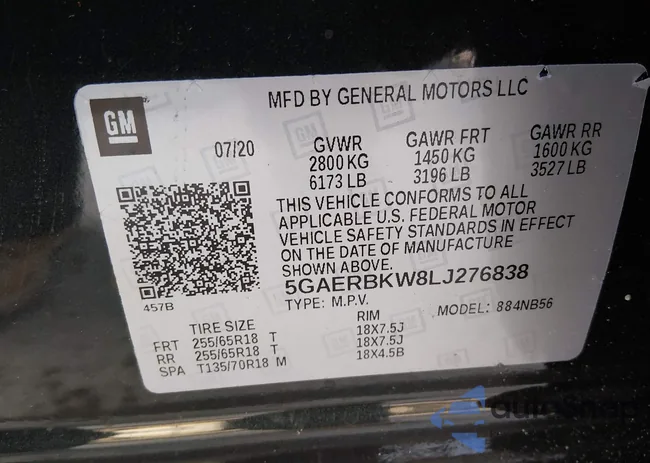 MFD BY GENERAL MOTORS LLC
GM
07/20 GVWR GAWR FRT GAWR RR
2800 KG 1450 KG 1600 KG
6173 LB 3196 LB 3527 LB
THIS VEHICLE CONFORMS TO ALL
APPLICABLE U.S. FEDERAL MOTOR
VEHICLE SAFETY STANDARDS IN EFFECT
ON THE DATE OF MANUFACTURE
SHOWN ABOVE.
5GAERBKW8LJ276838
457B
TYPE: M.P.V. MODEL: 884NB56
TIRE SIZE RIM
FRT 255/65R18 T 18X7.5J
RR 255/65R18 T 18X7.5J
SPA T135/70R18 M 18X4.5B